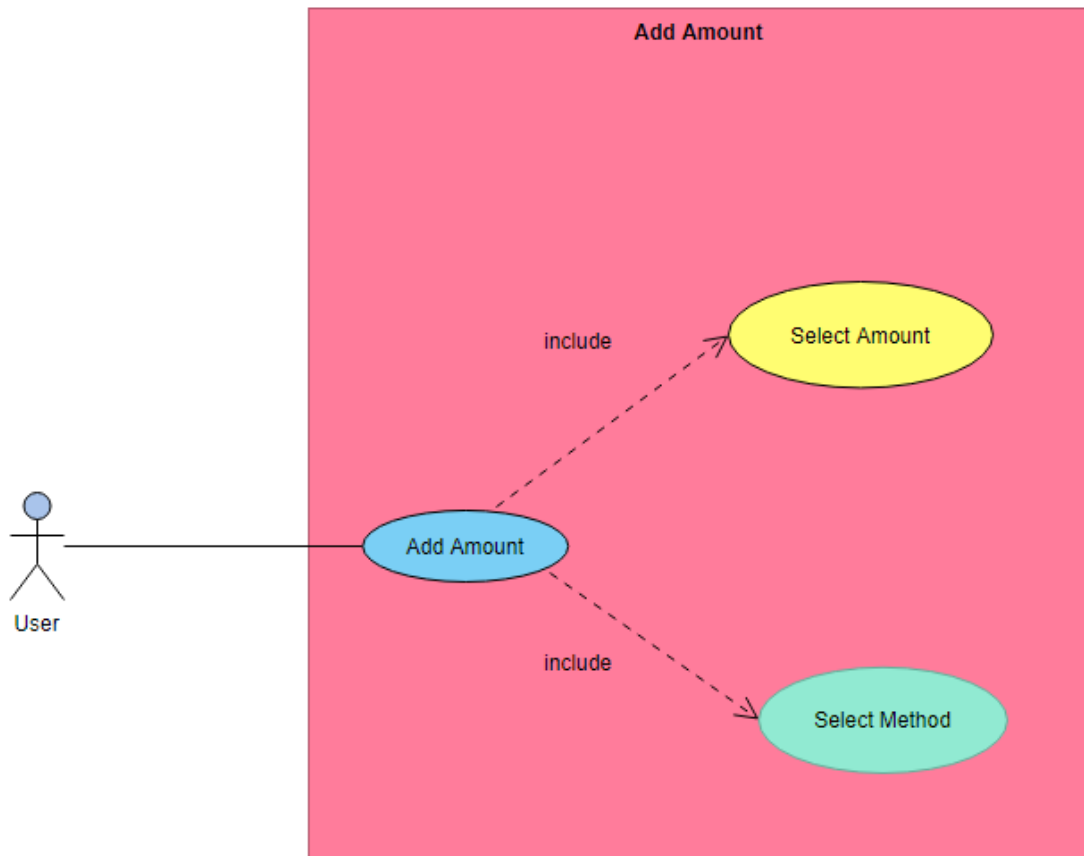 Add Amount
include
Select Amount
Add Amount
User
include
Select Method